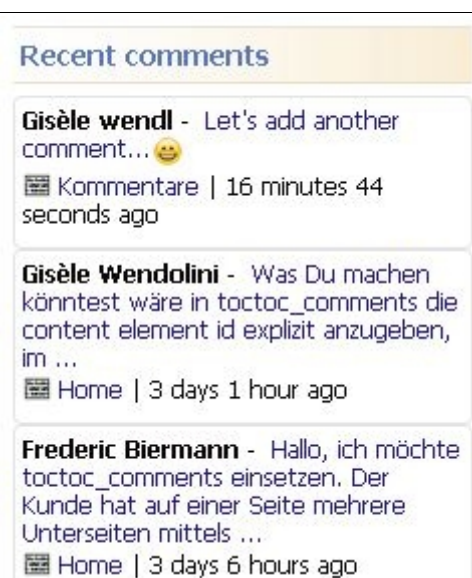 Recent comments
Gisèle wendl - Let's add another
comment...😀
Kommentare | 16 minutes 44
seconds ago
Gisèle Wendolini - Was Du machen
könntest wäre in toctoc_comments die
content element id explizit anzugeben,
im ...
Home | 3 days 1 hour ago
Frederic Biermann - Hallo, ich möchte
toctoc_comments einsetzen. Der
Kunde hat auf einer Seite mehrere
Unterseiten mittels ...
Home | 3 days 6 hours ago